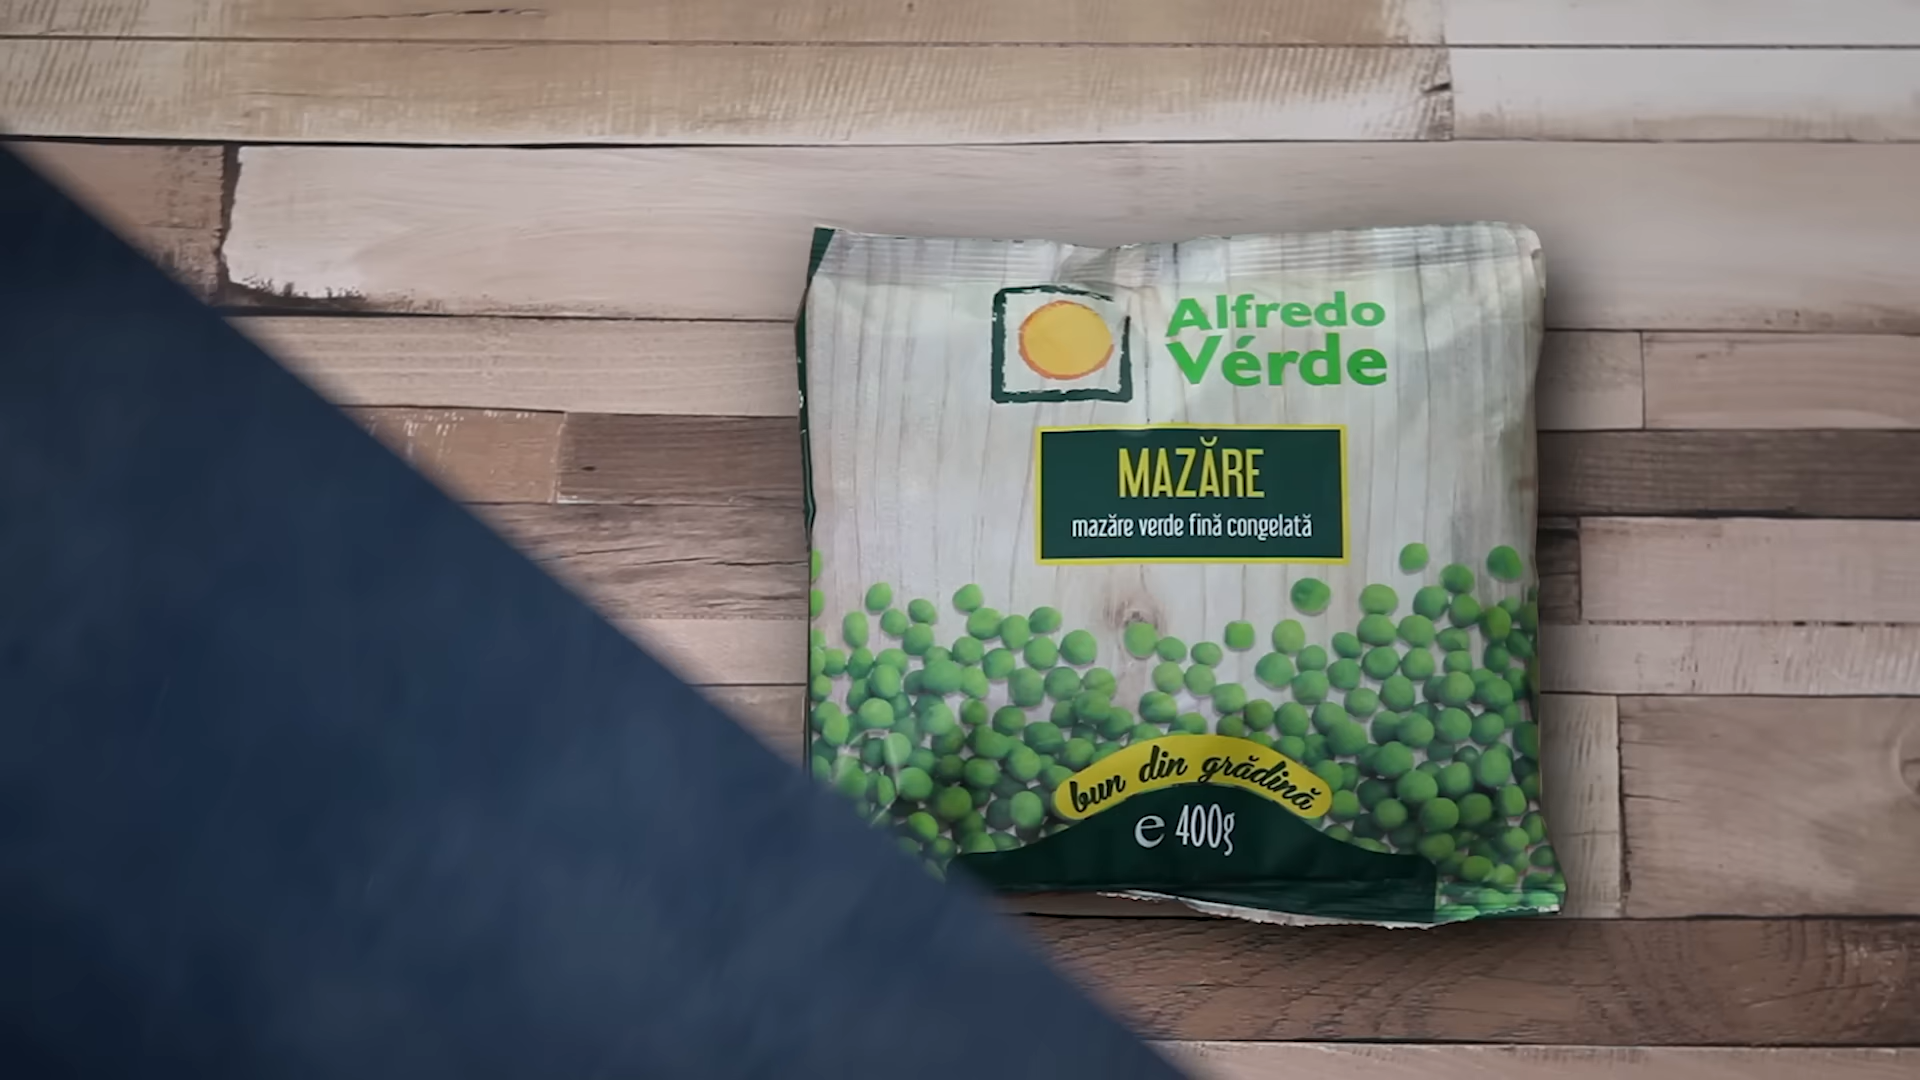 Alfredo
Vérde
MAZĂRE
mazăre verde fină congelată
bun din grădină
e 400g